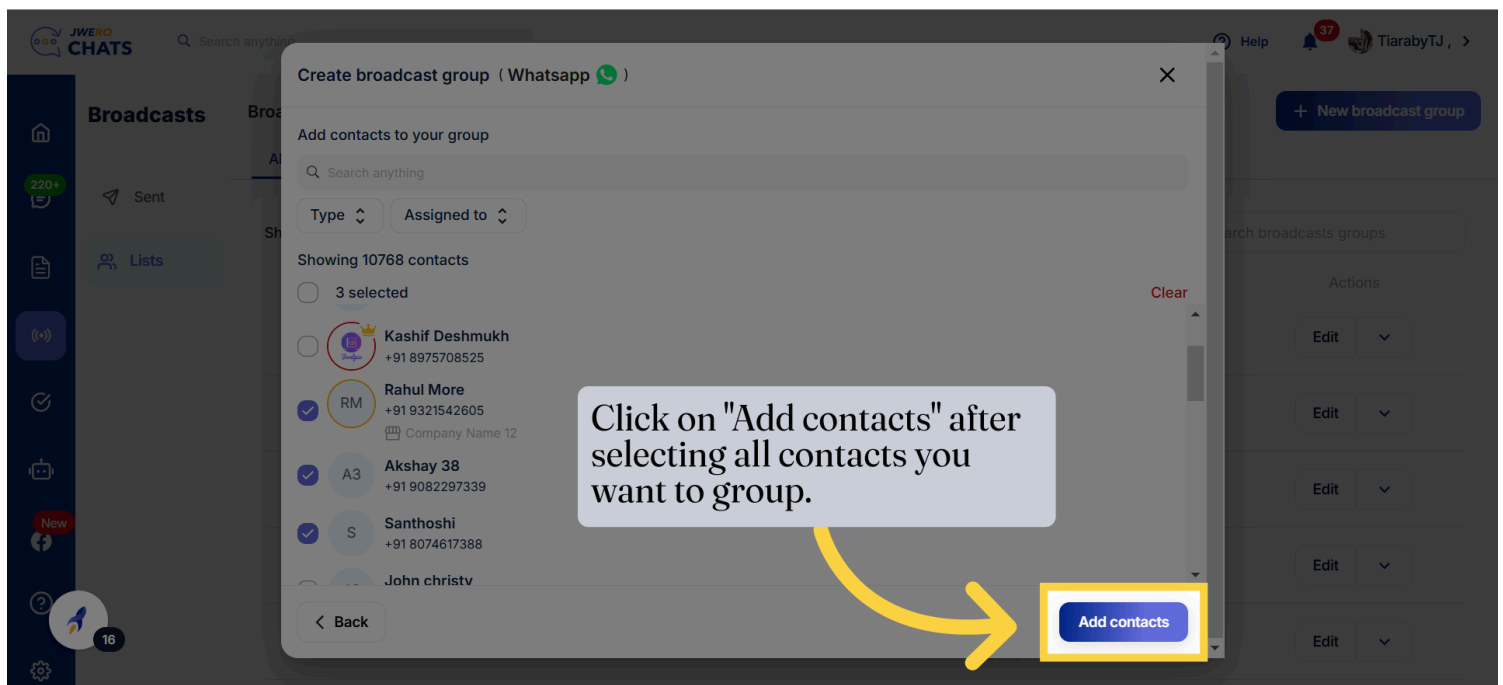 JWERO
CHATS
Search anything
Help
37
TiarabyTJ ,
Broadcasts
Sent
Lists
220+
New
16
Create broadcast group ( Whatsapp )
+ New broadcast group
Add contacts to your group
Search anything
Type
Assigned to
Showing 10768 contacts
3 selected
Clear
Kashif Deshmukh
+91 8975708525
RM
Rahul More
+91 9321542605
Company Name 12
A3
Akshay 38
+91 9082297339
S
Santhoshi
+91 8074617388
John christy
Back
Add contacts
Click on "Add contacts" after
selecting all contacts you
want to group.
broadcasts groups
Actions
Edit
Edit
Edit
Edit
Edit